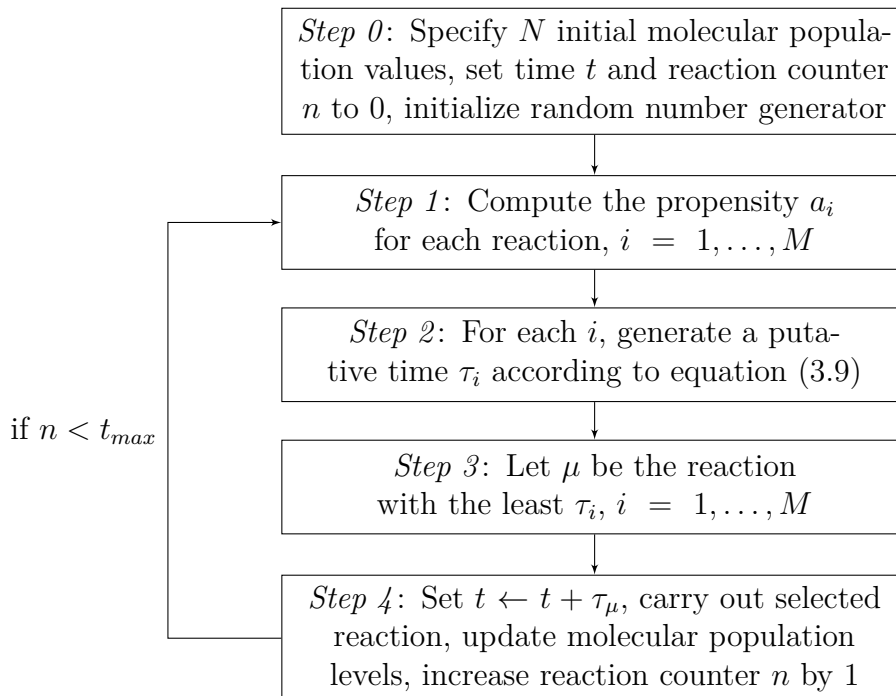 Step 0: Specify N initial molecular popula-
tion values, set time t and reaction counter
n to 0, initialize random number generator
Step 1: Compute the propensity a_i
for each reaction, i = 1, . . . , M
Step 2: For each i, generate a puta-
tive time τ_i according to equation (3.9)
if n < t_{max}
Step 3: Let μ be the reaction
with the least τ_i, i = 1, . . . , M
Step 4: Set t ← t + τ_μ, carry out selected
reaction, update molecular population
levels, increase reaction counter n by 1